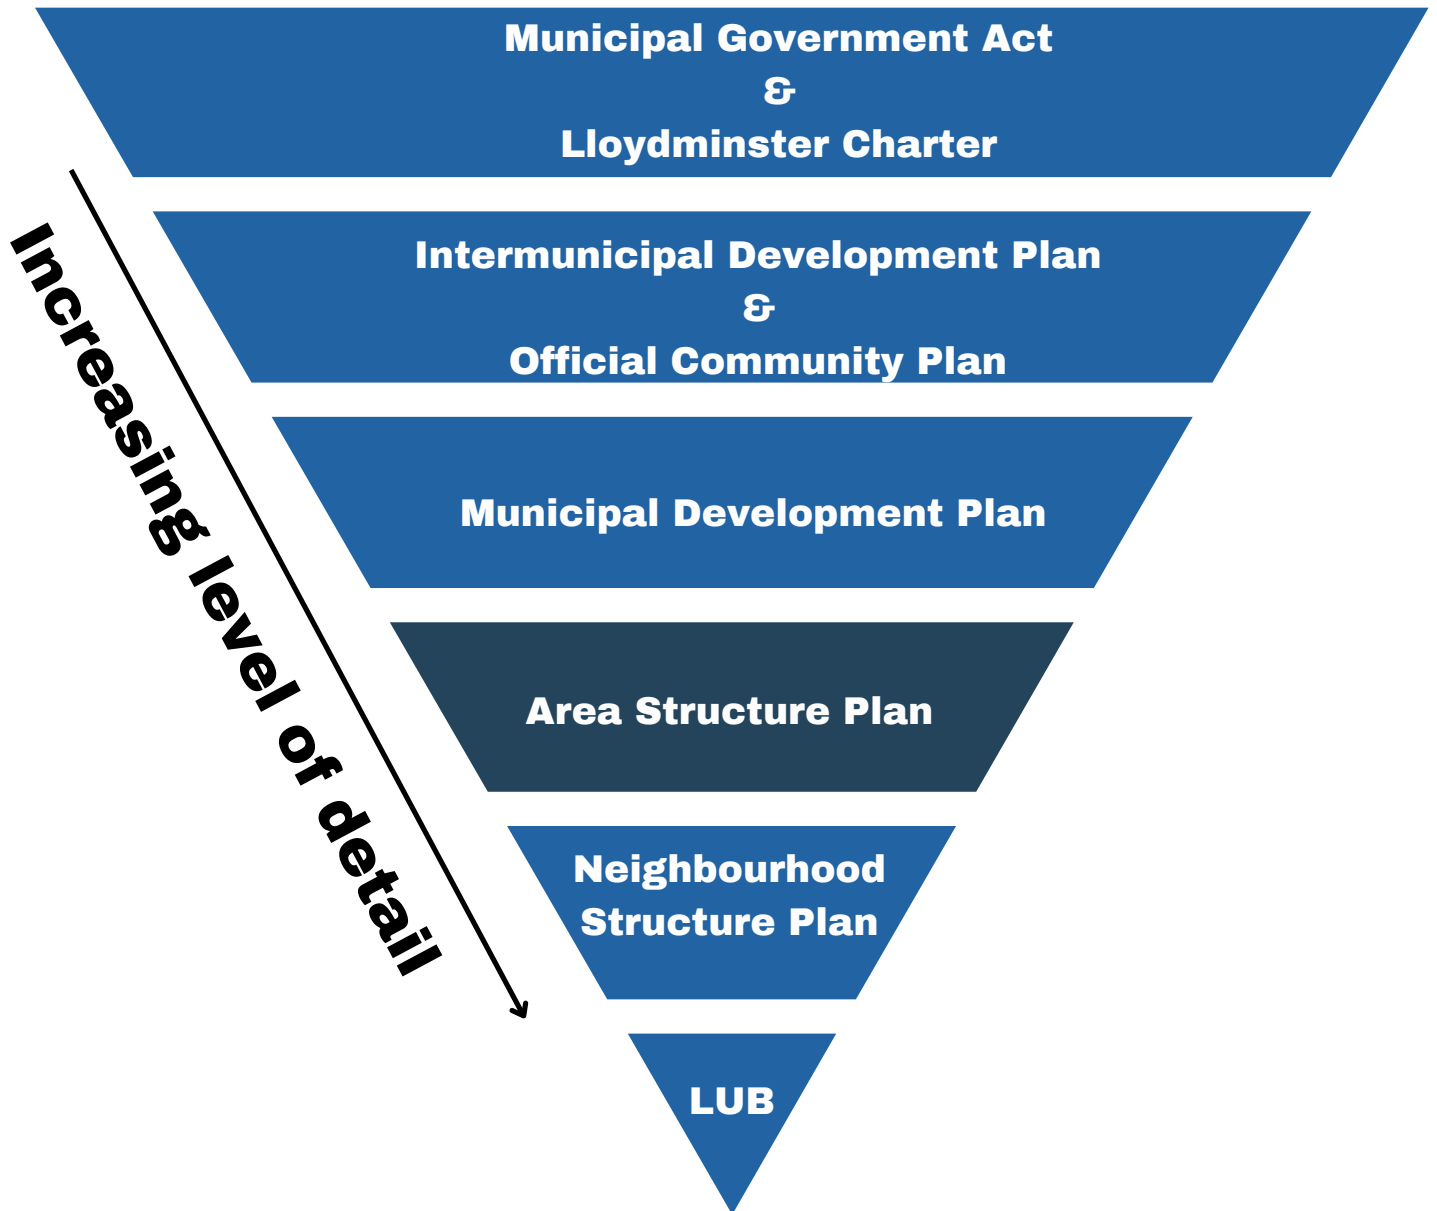 Municipal Government Act
&
Lloydminster Charter
Increasing level of detail
Intermunicipal Development Plan
&
Official Community Plan
Municipal Development Plan
Area Structure Plan
Neighbourhood
Structure Plan
LUB